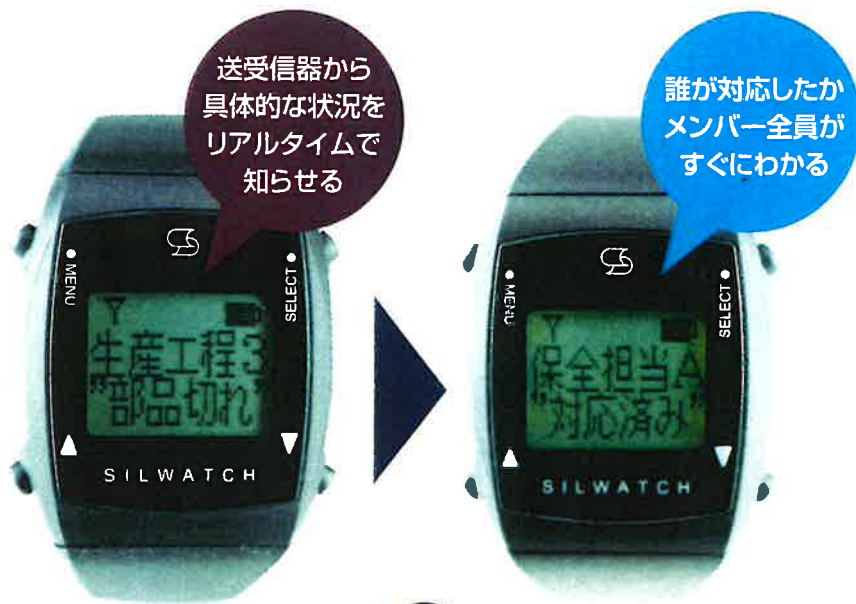 送受信器から
具体的な状況を
リアルタイムで
知らせる
MENU
SELECT
生産工程3
"部品切れ"
SILWATCH
誰が対応したか
メンバー全員が
すぐにわかる
MENU
SELECT
保全担当A
"対応済み"
SILWATCH